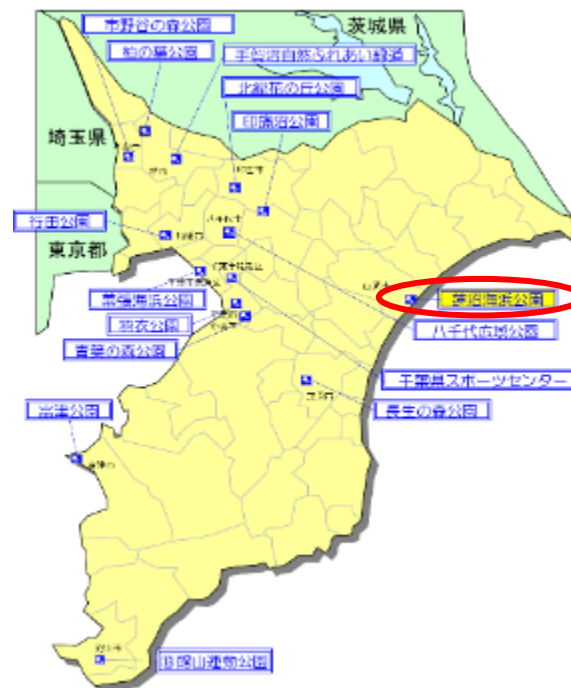 市野谷の森公園
茨城県
柏の葉公園
手賀沼自然ふれあい緑道
北総花の丘公園
印旛沼公園
埼玉県
行田公園
東京都
幕張海浜公園
蓮沼海浜公園
羽衣公園
八千代広域公園
青葉の森公園
千葉県スポーツセンター
富津公園
長生の森公園
館山運動公園